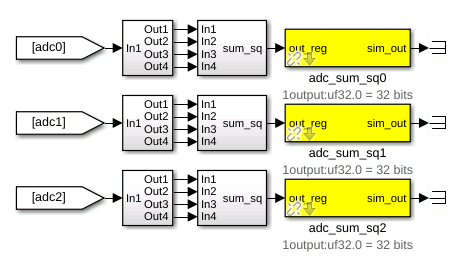 [adc0]
In1
Out1
Out2
Out3
Out4
In1
In2
In3
In4
sum_sq
out_reg
sim_out
adc_sum_sq0
1output:uf32.0 = 32 bits
[adc1]
In1
Out1
Out2
Out3
Out4
In1
In2
In3
In4
sum_sq
out_reg
sim_out
adc_sum_sq1
1output:uf32.0 = 32 bits
[adc2]
In1
Out1
Out2
Out3
Out4
In1
In2
In3
In4
sum_sq
out_reg
sim_out
adc_sum_sq2
1output:uf32.0 = 32 bits